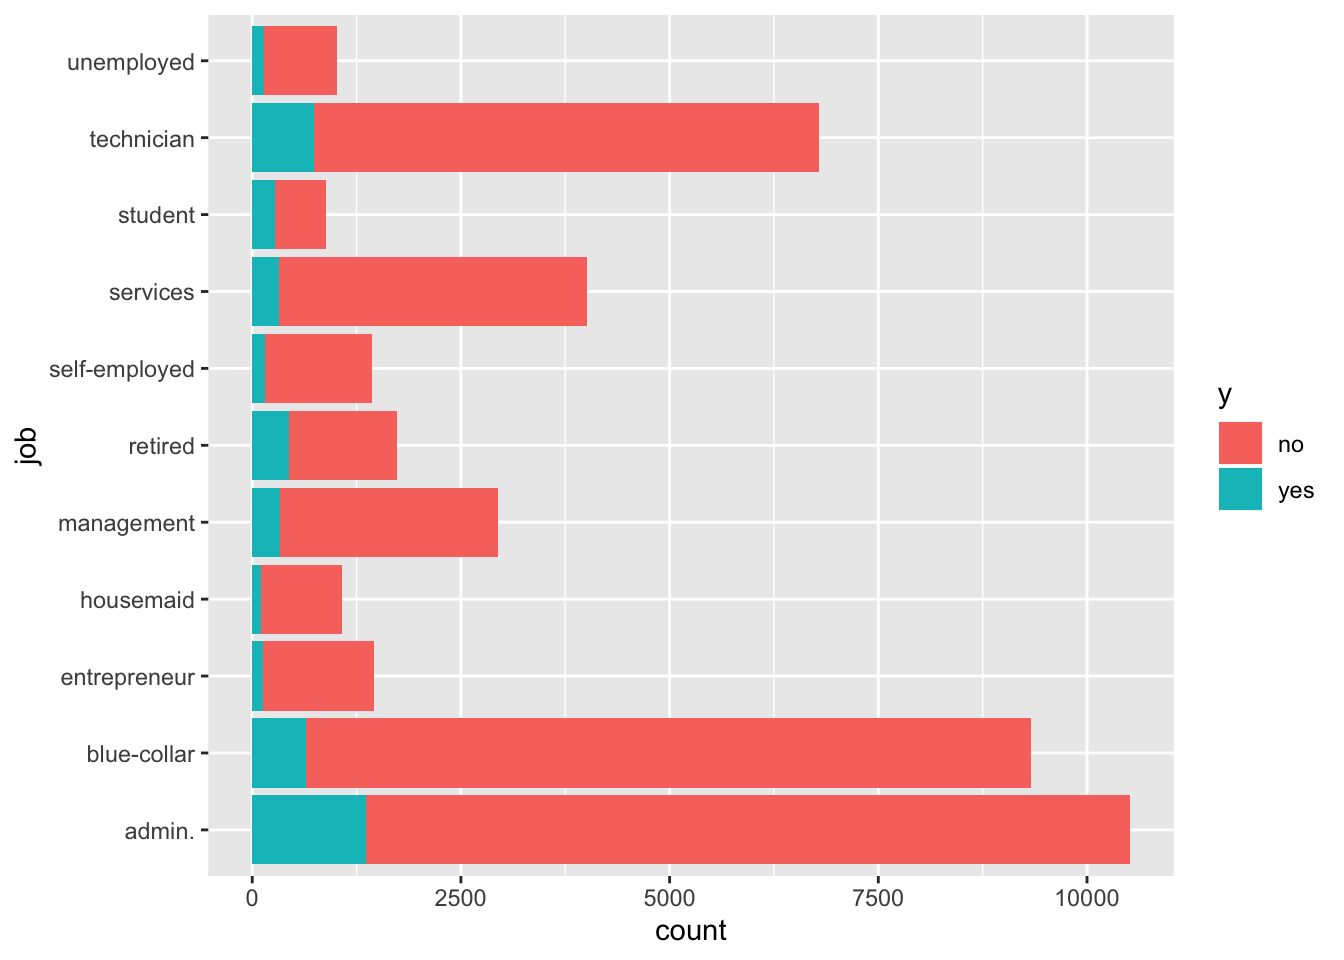 unemployed
technician
student
services
self-employed
retired
management
housemaid
entrepreneur
blue-collar
admin.
job
0 2500 5000 7500 10000
count
y
no
yes